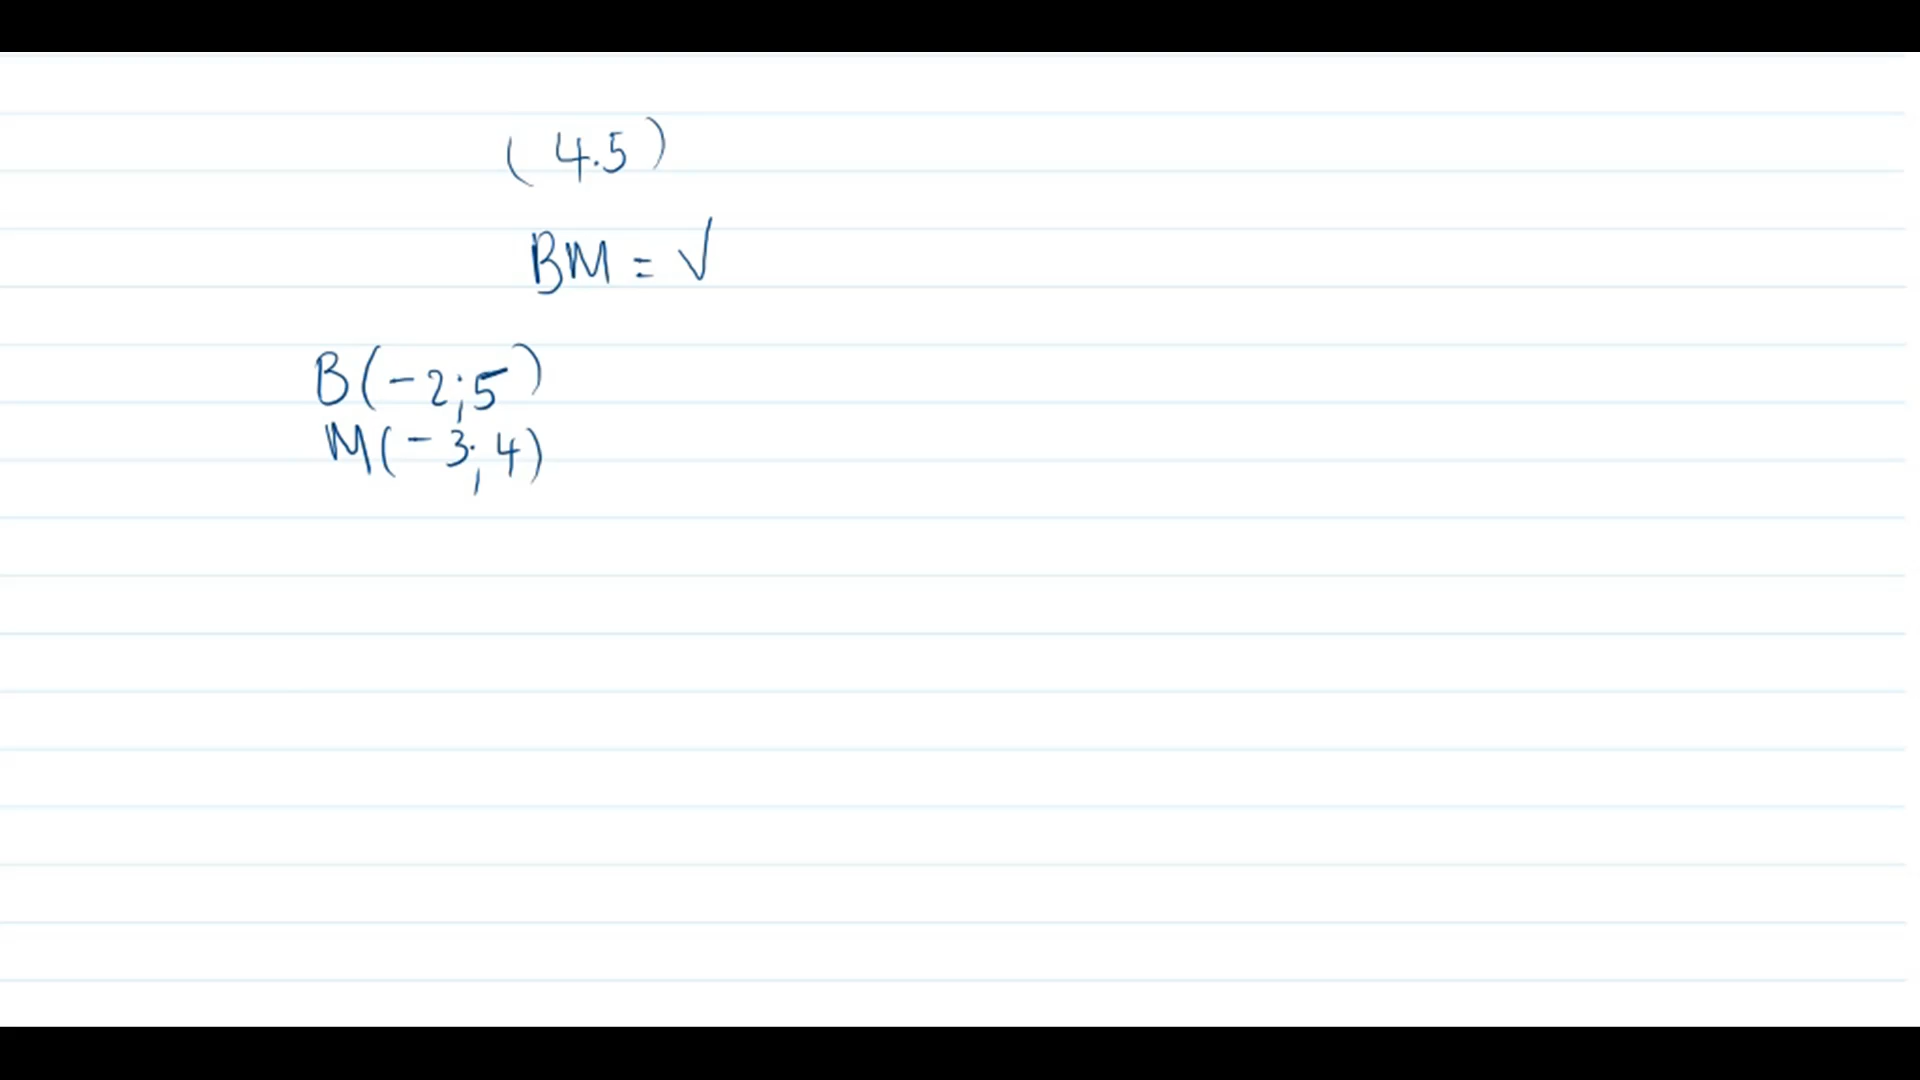 (4.5)
BM = √
B(-2;5)
M(-3;4)